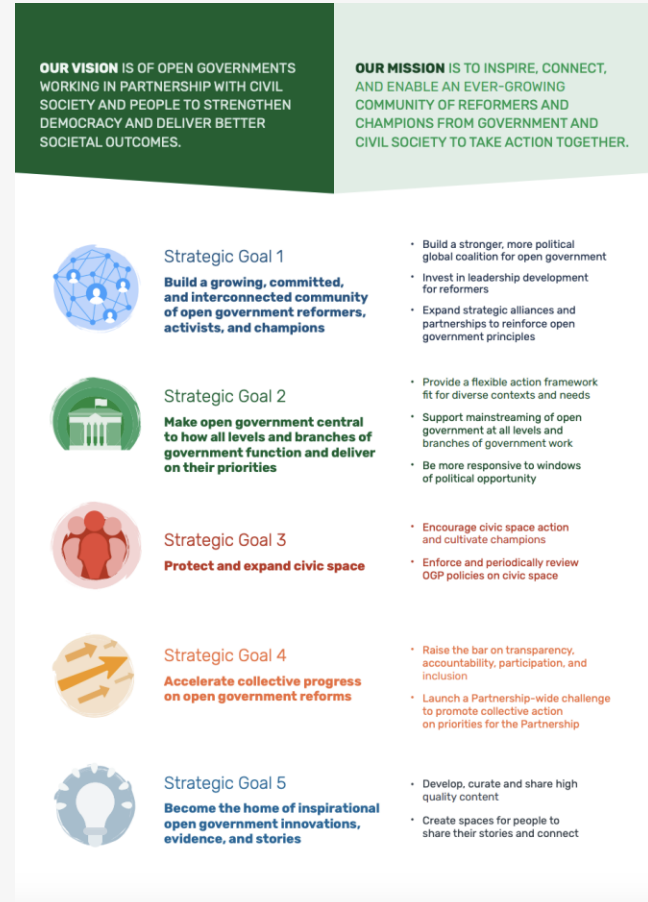 OUR VISION IS OF OPEN GOVERNMENTS
WORKING IN PARTNERSHIP WITH CIVIL
SOCIETY AND PEOPLE TO STRENGTHEN
DEMOCRACY AND DELIVER BETTER
SOCIETAL OUTCOMES.
OUR MISSION IS TO INSPIRE, CONNECT,
AND ENABLE AN EVER-GROWING
COMMUNITY OF REFORMERS AND
CHAMPIONS FROM GOVERNMENT AND
CIVIL SOCIETY TO TAKE ACTION TOGETHER.
Strategic Goal 1
Build a growing, committed,
and interconnected community
of open government reformers,
activists, and champions
• Build a stronger, more political
global coalition for open government
• Invest in leadership development
for reformers
• Expand strategic alliances and
partnerships to reinforce open
government principles
Strategic Goal 2
Make open government central
to how all levels and branches of
government function and deliver
on their priorities
• Provide a flexible action framework
fit for diverse contexts and needs
• Support mainstreaming of open
government at all levels and
branches of government work
• Be more responsive to windows
of political opportunity
Strategic Goal 3
Protect and expand civic space
• Encourage civic space action
and cultivate champions
• Enforce and periodically review
OGP policies on civic space
Strategic Goal 4
Accelerate collective progress
on open government reforms
• Raise the bar on transparency,
accountability, participation, and
inclusion
• Launch a Partnership-wide challenge
to promote collective action
on priorities for the Partnership
Strategic Goal 5
Become the home of inspirational
open government innovations,
evidence, and stories
• Develop, curate and share high
quality content
• Create spaces for people to
share their stories and connect